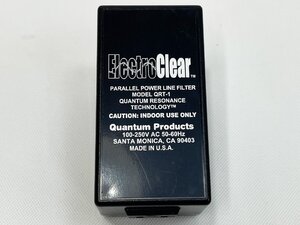 ElectroClear™
PARALLEL POWER LINE FILTER
MODEL QRT-1
QUANTUM RESONANCE
TECHNOLOGY™
CAUTION: INDOOR USE ONLY
Quantum Products
100-250V AC 50-60Hz
SANTA MONICA, CA 90403
MADE IN U.S.A.